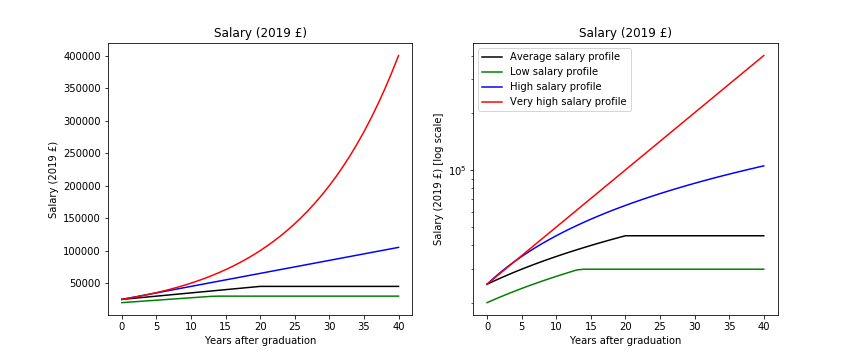 Salary (2019 £)
Salary (2019 £)
400000
350000
300000
250000
200000
150000
100000
50000
0 5 10 15 20 25 30 35 40
Years after graduation
Salary (2019 £)
Salary (2019 £) [log scale]
10^5
Average salary profile
Low salary profile
High salary profile
Very high salary profile
0 5 10 15 20 25 30 35 40
Years after graduation